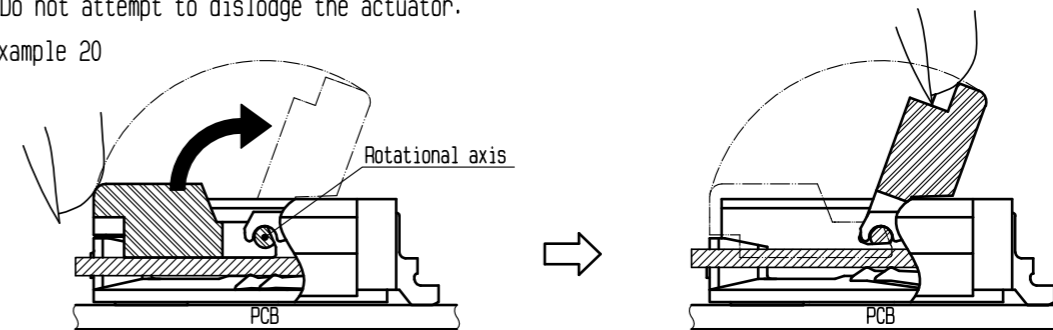 Do not attempt to dislodge the actuator.
xample 20
Rotational axis
PCB
PCB